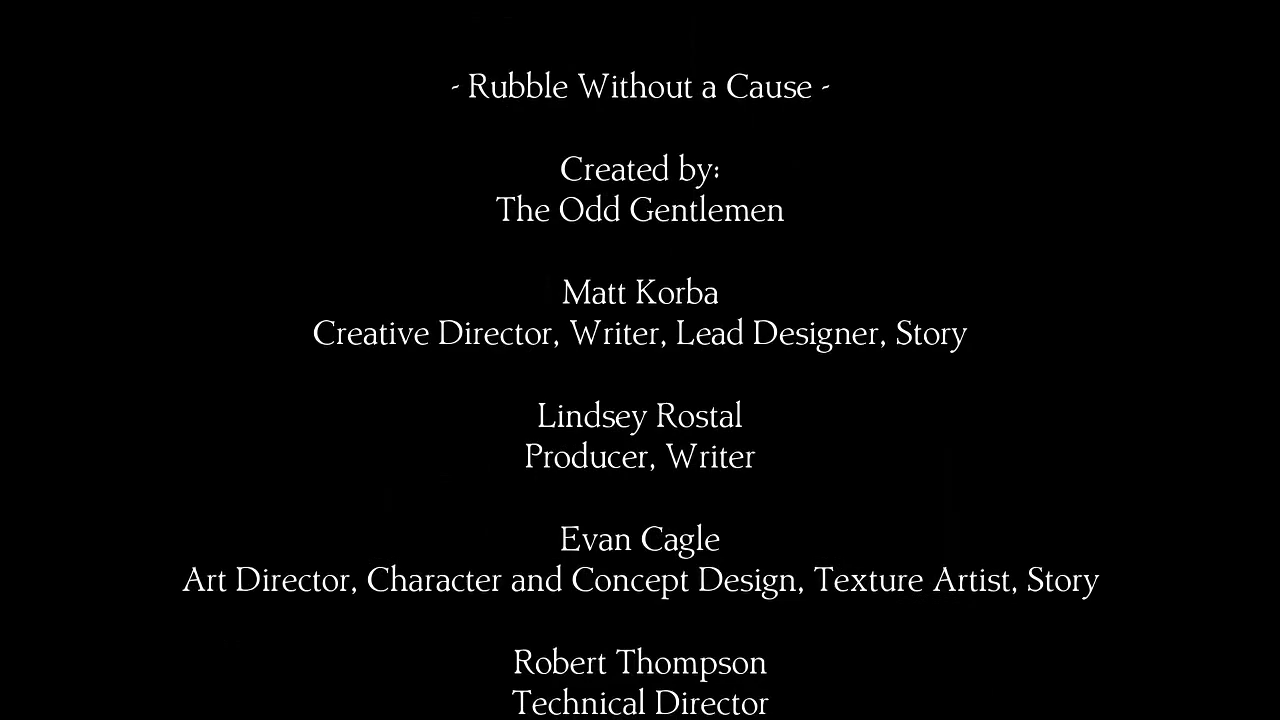 - Rubble Without a Cause -
Created by:
The Odd Gentlemen
Matt Korba
Creative Director, Writer, Lead Designer, Story
Lindsey Rostal
Producer, Writer
Evan Cagle
Art Director, Character and Concept Design, Texture Artist, Story
Robert Thompson
Technical Director